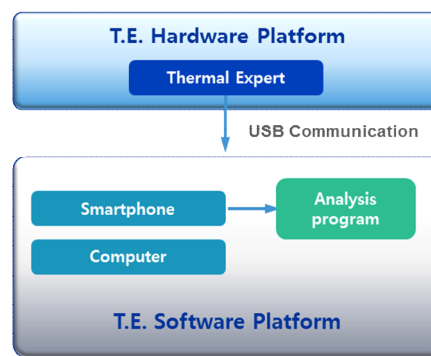 T.E. Hardware Platform
Thermal Expert
USB Communication
Smartphone
Analysis
program
Computer
T.E. Software Platform